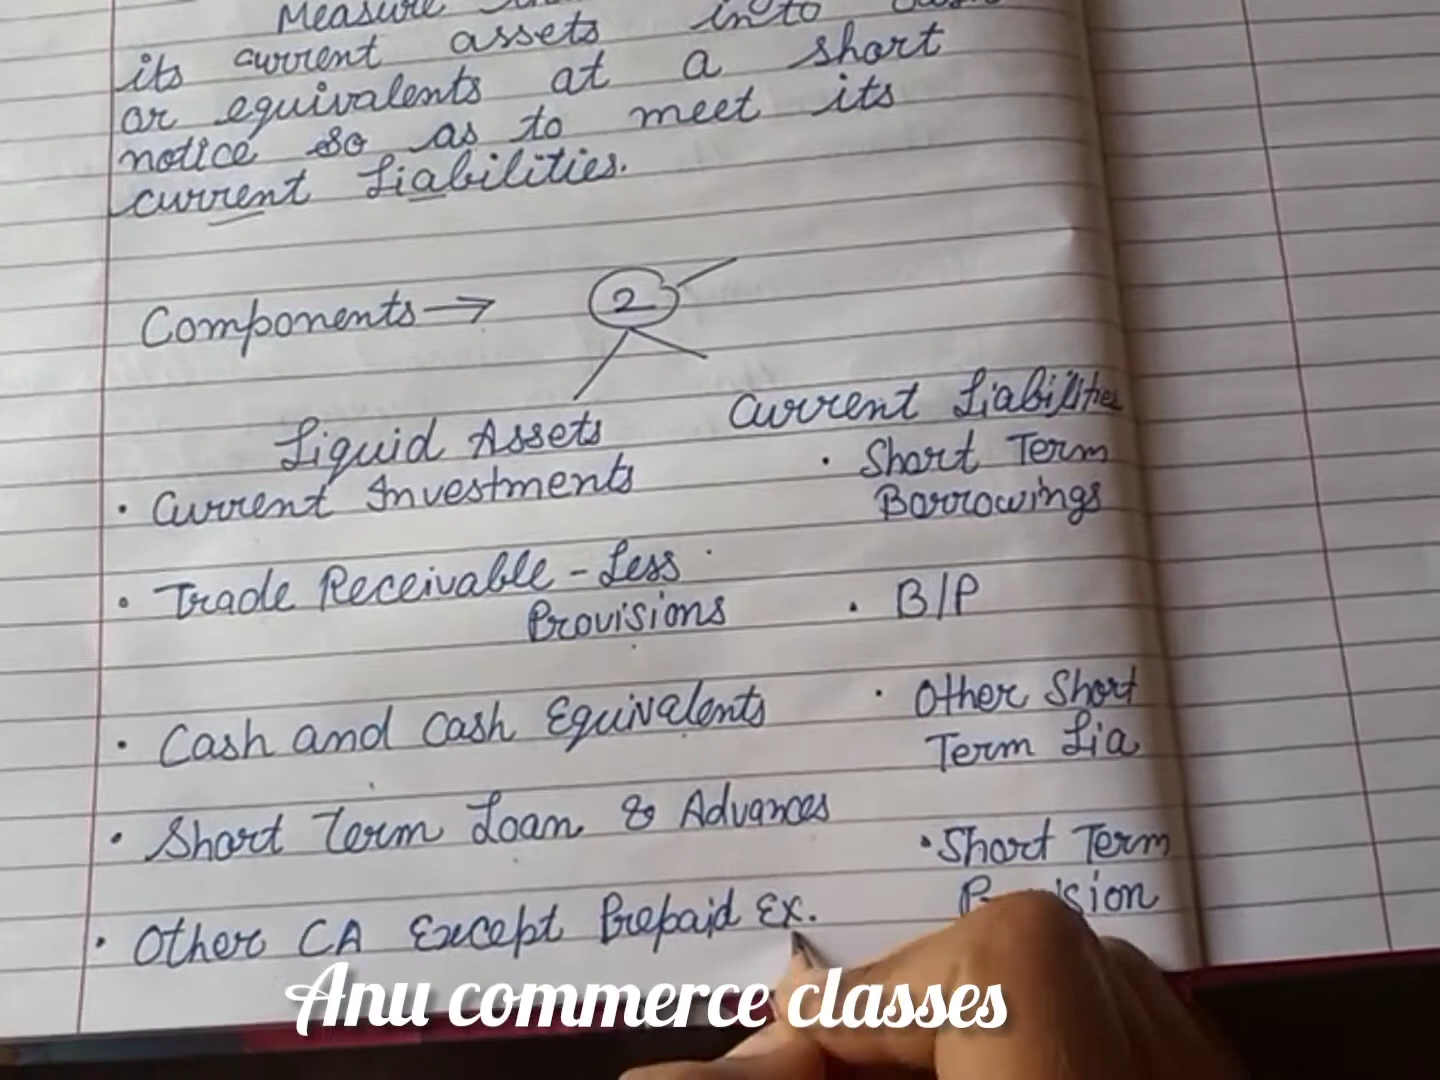 Measure
its current assets into
or equivalents at a short
notice so as to meet its
current Liabilities.
Components → 2
Liquid Assets
• Current Investments
• Trade Receivable - Less
Provisions
• Cash and Cash Equivalents
• Short Term Loan & Advances
• Other CA Except Prepaid Ex.
Current Liabilities
• Short Term
Borrowings
• B/P
• Other Short
Term Lia
• Short Term
Anu commerce classes